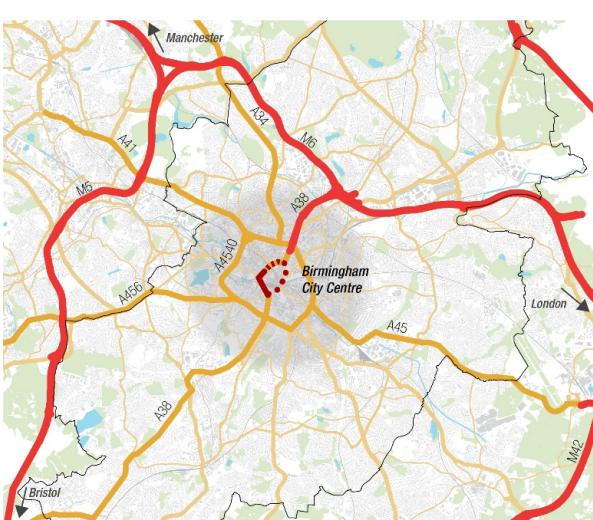 Manchester
A34
M6
A41
M5
A38
A4540
Birmingham
City Centre
A456
London
A45
A38
M42
Bristol